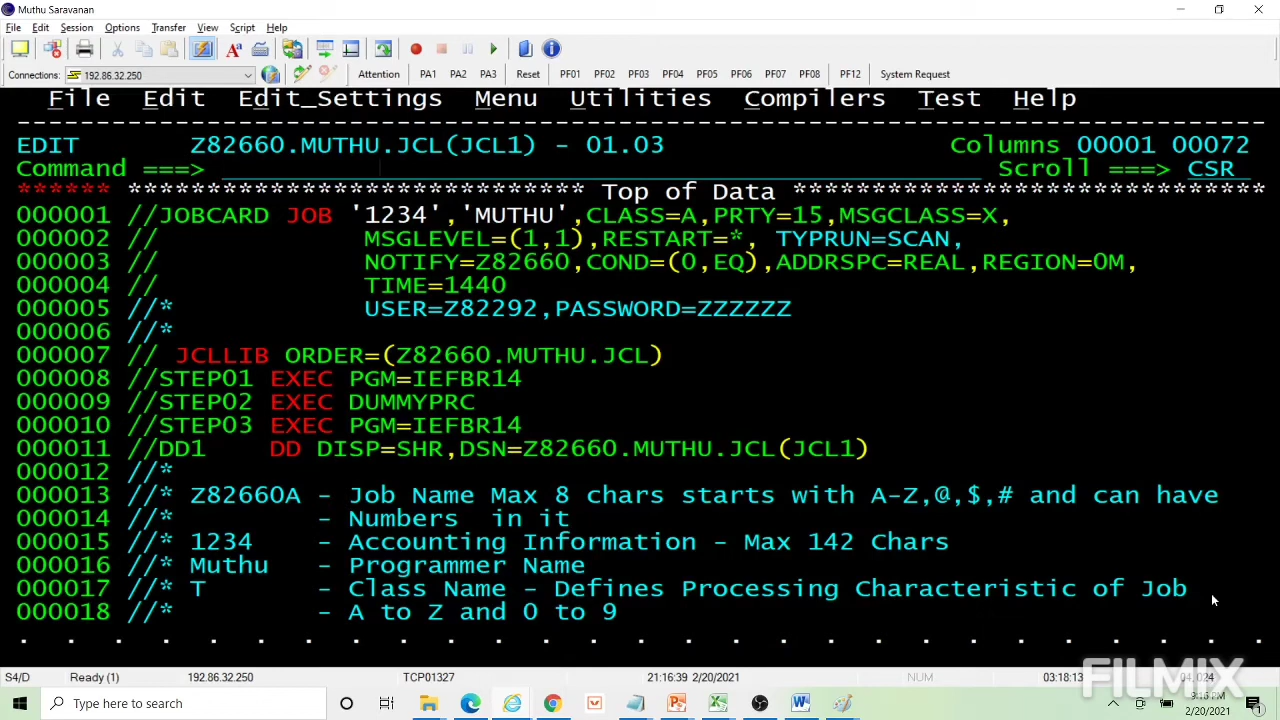 Muthu Saravanan
File Edit Session Options Transfer View Script Help
Connections: 192.86.32.250 Attention PA1 PA2 PA3 Reset PF01 PF02 PF03 PF04 PF05 PF06 PF07 PF08 PF12 System Request
File Edit Edit_Settings Menu Utilities Compilers Test Help
EDIT Z82660.MUTHU.JCL(JCL1) - 01.03 Columns 00001 00072
Command ===> Scroll ===> CSR
****** ***************************** Top of Data ******************************
000001 //JOBCARD JOB '1234','MUTHU',CLASS=A,PRTY=15,MSGCLASS=X,
000002 // MSGLEVEL=(1,1),RESTART=*, TYPRUN=SCAN,
000003 // NOTIFY=Z82660,COND=(0,EQ),ADDRSPC=REAL,REGION=0M,
000004 // TIME=1440
000005 //* USER=Z82292,PASSWORD=ZZZZZZ
000006 //*
000007 // JCLLIB ORDER=(Z82660.MUTHU.JCL)
000008 //STEP01 EXEC PGM=IEFBR14
000009 //STEP02 EXEC DUMMYPRC
000010 //STEP03 EXEC PGM=IEFBR14
000011 //DD1 DD DISP=SHR,DSN=Z82660.MUTHU.JCL(JCL1)
000012 //*
000013 //* Z82660A - Job Name Max 8 chars starts with A-Z,@,$,# and can have
000014 //* - Numbers in it
000015 //* 1234 - Accounting Information - Max 142 Chars
000016 //* Muthu - Programmer Name
000017 //* T - Class Name - Defines Processing Characteristic of Job
000018 //* - A to Z and 0 to 9
S4/D Ready (1) 192.86.32.250 TCP01327 21:16:39 2/20/2021 NUM 03:18:13 04,024
FILMIX
Type here to search 9:16 PM
2/20/2021